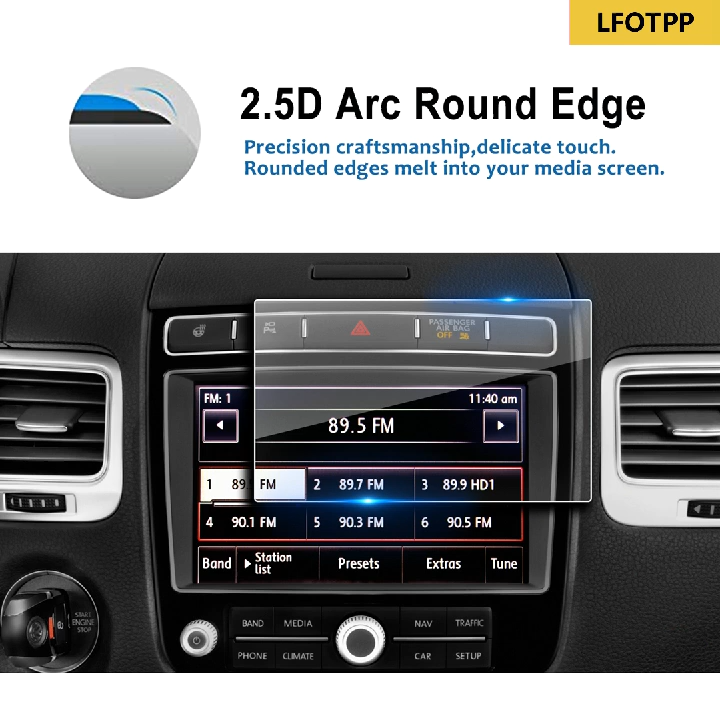 LFOTPP
2.5D Arc Round Edge
Precision craftsmanship,delicate touch.
Rounded edges melt into your media screen.
PASSENGER
AIR BAG
OFF
FM: 1
11:40 am
89.5 FM
1 89 FM 2 89.7 FM 3 89.9 HD1
4 90.1 FM 5 90.3 FM 6 90.5 FM
Band Station list Presets Extras Tune
START
ENGINE
STOP
BAND MEDIA NAV TRAFFIC
PHONE CLIMATE CAR SETUP